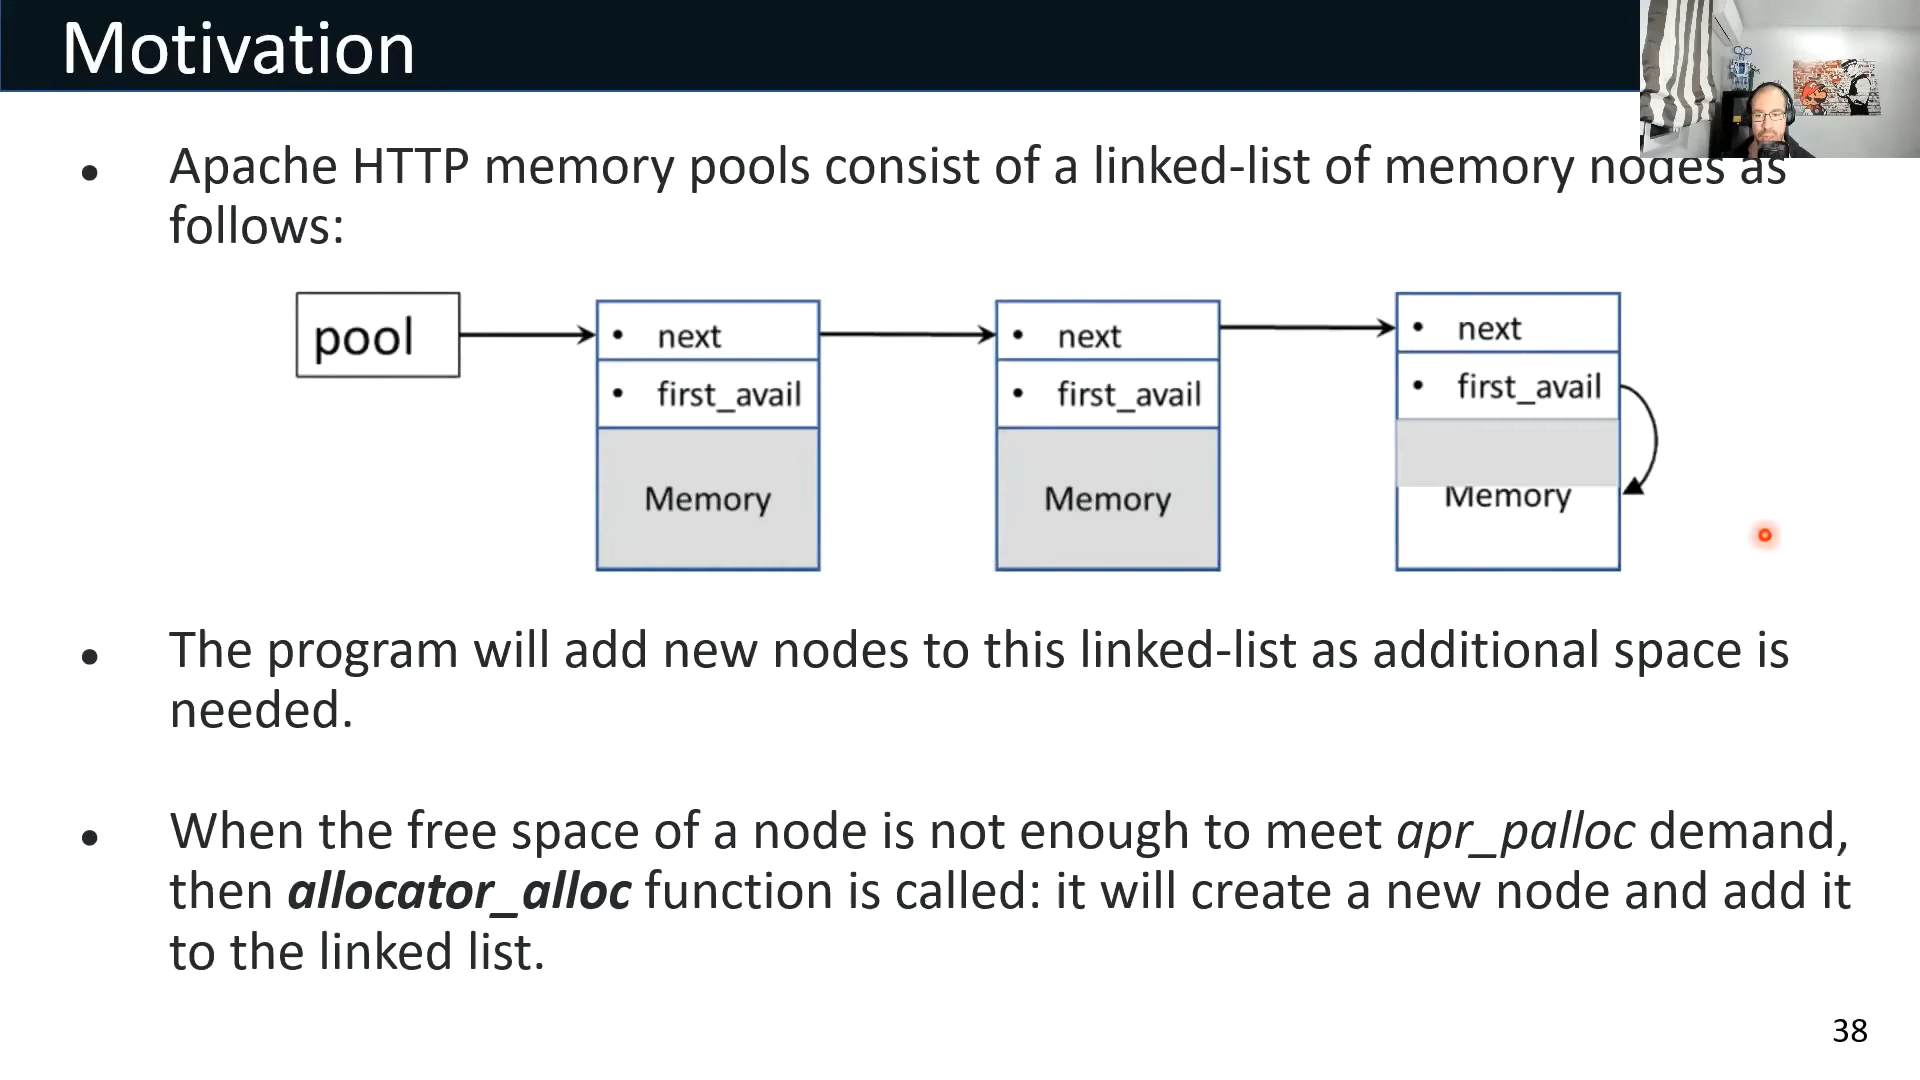 Motivation
● Apache HTTP memory pools consist of a linked-list of memory nodes as
follows:
pool
• next
• next
• next
• first_avail
• first_avail
• first_avail
Memory
Memory
Memory
● The program will add new nodes to this linked-list as additional space is
needed.
● When the free space of a node is not enough to meet apr_palloc demand,
then allocator_alloc function is called: it will create a new node and add it
to the linked list.
38